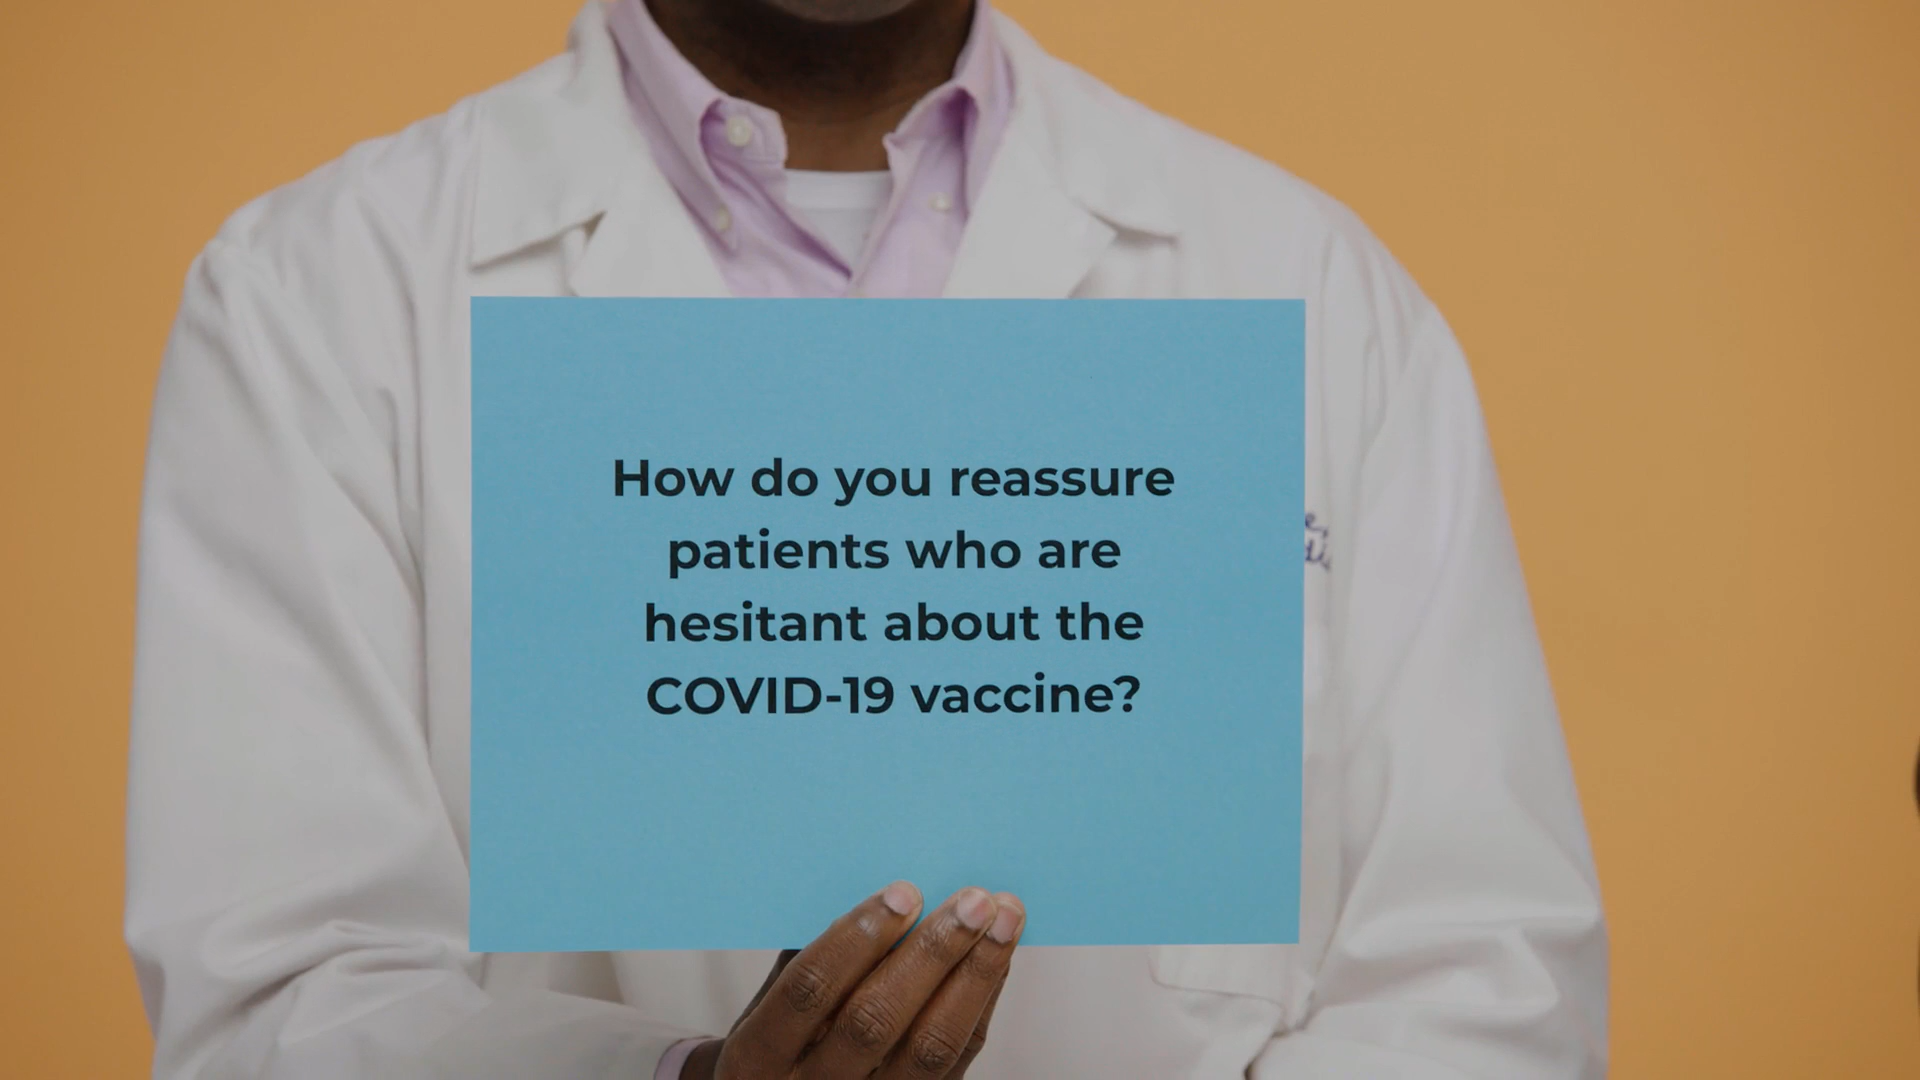 How do you reassure
patients who are
hesitant about the
COVID-19 vaccine?